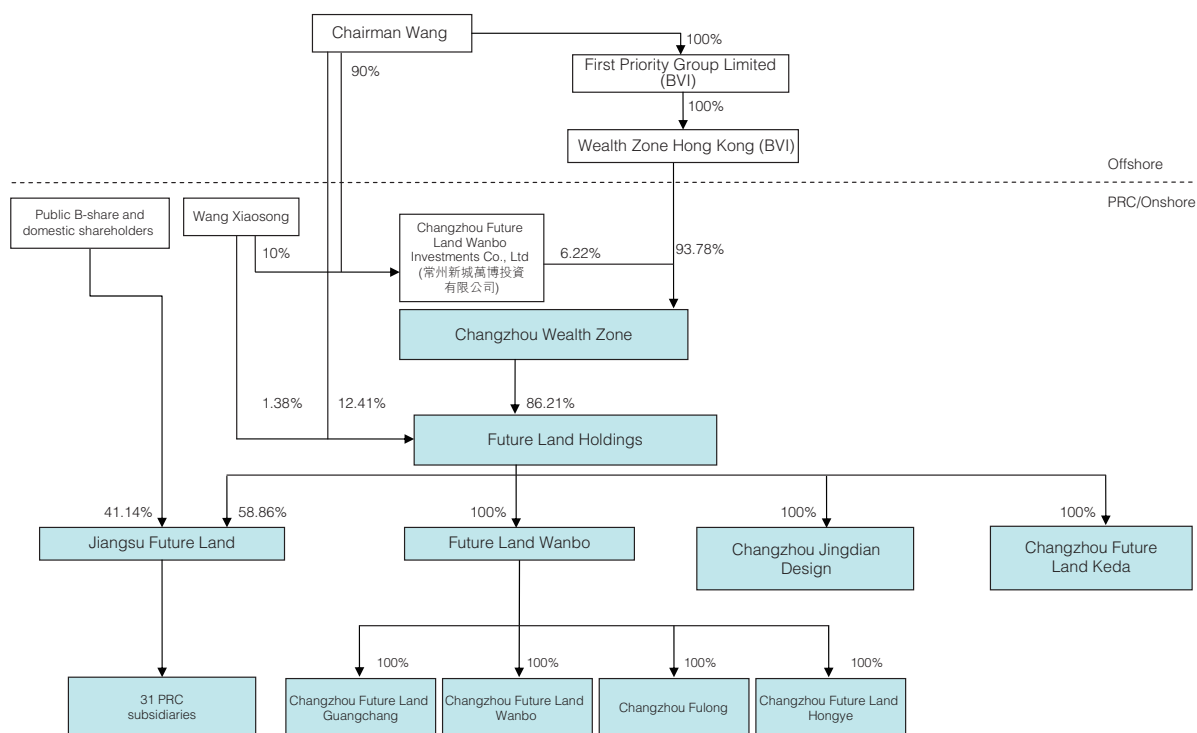 Chairman Wang
100%
First Priority Group Limited
(BVI)
90%
100%
Wealth Zone Hong Kong (BVI)
Offshore
PRC/Onshore
Public B-share and
domestic shareholders
Wang Xiaosong
10%
Changzhou Future
Land Wanbo
Investments Co., Ltd
(常州新城萬博投資
有限公司)
6.22%
93.78%
Changzhou Wealth Zone
1.38%
12.41%
86.21%
Future Land Holdings
41.14%
58.86%
100%
100%
100%
Jiangsu Future Land
Future Land Wanbo
Changzhou Jingdian
Design
Changzhou Future
Land Keda
100%
100%
100%
100%
31 PRC
subsidiaries
Changzhou Future Land
Guangchang
Changzhou Future Land
Wanbo
Changzhou Fulong
Changzhou Future Land
Hongye